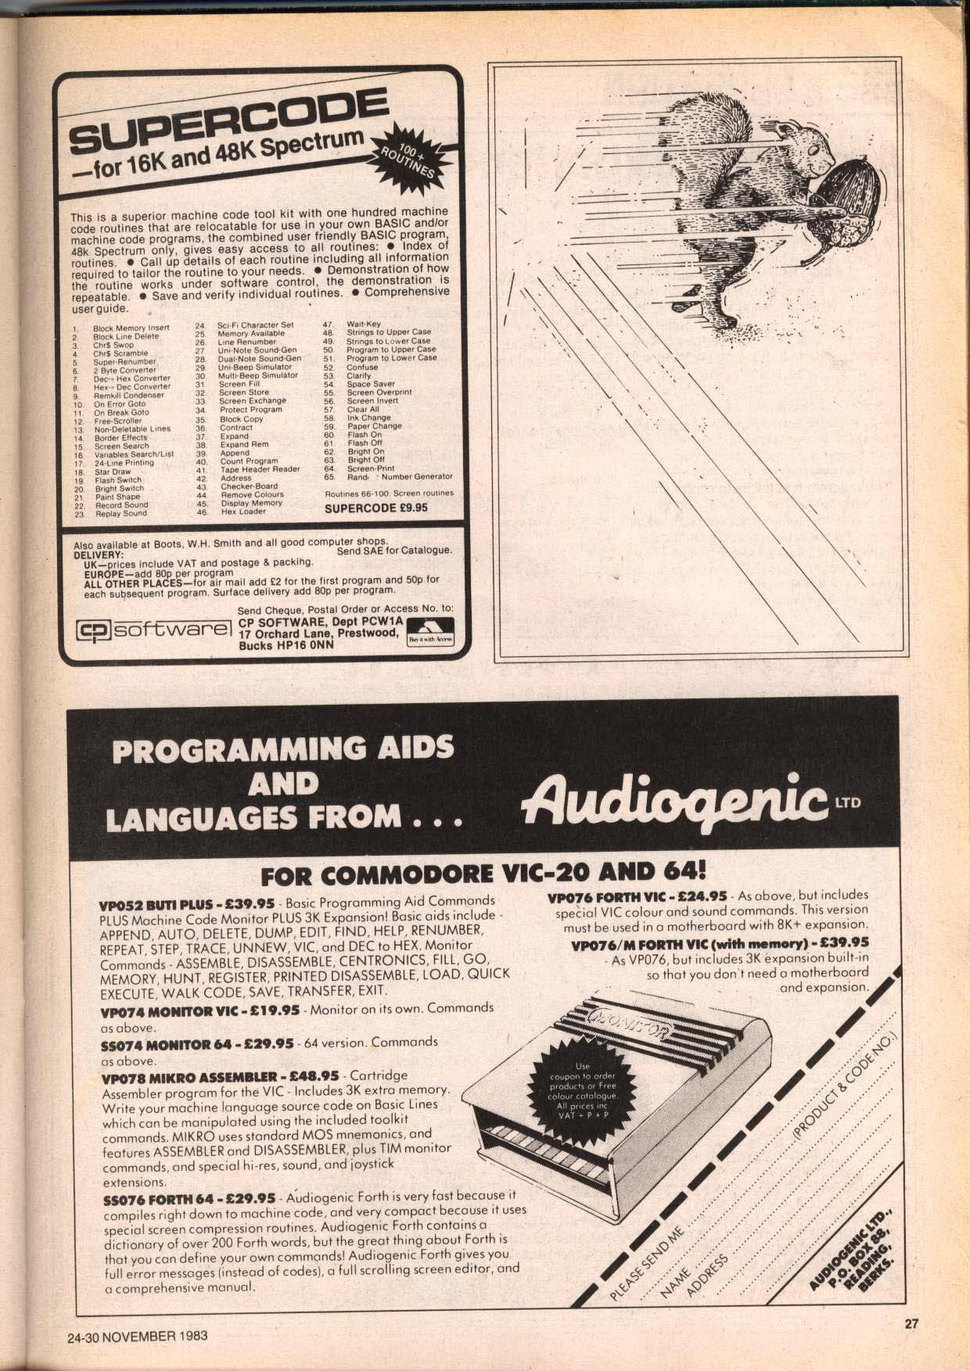 SUPERCODE
—for 16K and 48K Spectrum
100+
ROUTINES
This is a superior machine code tool kit with one hundred machine
code routines that are relocatable for use in your own BASIC and/or
machine code programs, the combined user friendly BASIC program,
48k Spectrum only, gives easy access to all routines: ● Index of
routines. ● Call up details of each routine including all information
required to tailor the routine to your needs. ● Demonstration of how
the routine works under software control, the demonstration is
repeatable. ● Save and verify individual routines. ● Comprehensive
user guide.
1. Block Memory Insert
2. Block Line Delete
3. Chr$ Swop
4. Chr$ Scramble
5. Super-Renumber
6. 2 Byte Converter
7. Dec-> Hex Converter
8. Hex-> Dec Converter
9. Remkill Condenser
10. On Error Goto
11. On Break Goto
12. Free-Scroller
13. Non-Deletable Lines
14. Border Effects
15. Screen Search
16. Variables Search/List
17. 24-Line Printing
18. Star Draw
19. Flash Switch
20. Bright Switch
21. Paint Shape
22. Record Sound
23. Replay Sound
24. Sci-Fi Character Set
25. Memory Available
26. Line Renumber
27. Uni-Note Sound-Gen
28. Dual-Note Sound-Gen
29. Uni-Beep Simulator
30. Multi-Beep Simulator
31. Screen Fill
32. Screen Store
33. Screen Exchange
34. Protect Program
35. Block Copy
36. Contract
37. Expand
38. Expand Rem
39. Append
40. Count Program
41. Tape Header Reader
42. Address
43. Checker-Board
44. Remove Colours
45. Display Memory
46. Hex Loader
47. Wait-Key
48. Strings to Upper Case
49. Strings to Lower Case
50. Program to Upper Case
51. Program to Lower Case
52. Confuse
53. Clarify
54. Space Saver
55. Screen Overprint
56. Screen Invert
57. Clear All
58. Ink Change
59. Paper Change
60. Flash On
61. Flash Off
62. Bright On
63. Bright Off
64. Screen-Print
65. Rand. Number Generator
Routines 66-100. Screen routines
SUPERCODE £9.95
Also available at Boots, W.H. Smith and all good computer shops.
DELIVERY: Send SAE for Catalogue.
UK—prices include VAT and postage & packing.
EUROPE—add 80p per program
ALL OTHER PLACES—for air mail add £2 for the first program and 50p for
each subsequent program. Surface delivery add 80p per program.
Send Cheque, Postal Order or Access No. to:
CP SOFTWARE, Dept PCW1A
17 Orchard Lane, Prestwood,
Bucks HP16 0NN
cp software
Buy it with Access
PROGRAMMING AIDS
AND
LANGUAGES FROM . . .
Audiogenic LTD
FOR COMMODORE VIC-20 AND 64!
VP052 BUTI PLUS - £39.95 - Basic Programming Aid Commands
PLUS Machine Code Monitor PLUS 3K Expansion! Basic aids include -
APPEND, AUTO, DELETE, DUMP, EDIT, FIND, HELP, RENUMBER,
REPEAT, STEP, TRACE, UNNEW, VIC, and DEC to HEX. Monitor
Commands - ASSEMBLE, DISASSEMBLE, CENTRONICS, FILL, GO,
MEMORY, HUNT, REGISTER, PRINTED DISASSEMBLE, LOAD, QUICK
EXECUTE, WALK CODE, SAVE, TRANSFER, EXIT.
VP074 MONITOR VIC - £19.95 - Monitor on its own. Commands
as above.
SS074 MONITOR 64 - £29.95 - 64 version. Commands
as above.
VP078 MIKRO ASSEMBLER - £48.95 - Cartridge
Assembler program for the VIC - Includes 3K extra memory.
Write your machine language source code on Basic Lines
which can be manipulated using the included toolkit
commands. MIKRO uses standard MOS mnemonics, and
features ASSEMBLER and DISASSEMBLER, plus TIM monitor
commands, and special hi-res, sound, and joystick
extensions.
SS076 FORTH 64 - £29.95 - Audiogenic Forth is very fast because it
compiles right down to machine code, and very compact because it uses
special screen compression routines. Audiogenic Forth contains a
dictionary of over 200 Forth words, but the great thing about Forth is
that you can define your own commands! Audiogenic Forth gives you
full error messages (instead of codes), a full scrolling screen editor, and
a comprehensive manual.
VP076 FORTH VIC - £24.95 - As above, but includes
special VIC colour and sound commands. This version
must be used in a motherboard with 8K+ expansion.
VP076/M FORTH VIC (with memory) - £39.95
- As VP076, but includes 3K expansion built-in
so that you don't need a motherboard
and expansion.
MONITOR
Use
coupon to order
products or Free
colour catalogue.
All prices inc.
VAT + P + P
PLEASE SEND ME
(PRODUCT & CODE NO.)
NAME
ADDRESS
AUDIOGENIC LTD.,
P.O. BOX 88,
READING,
BERKS.
24-30 NOVEMBER 1983
27